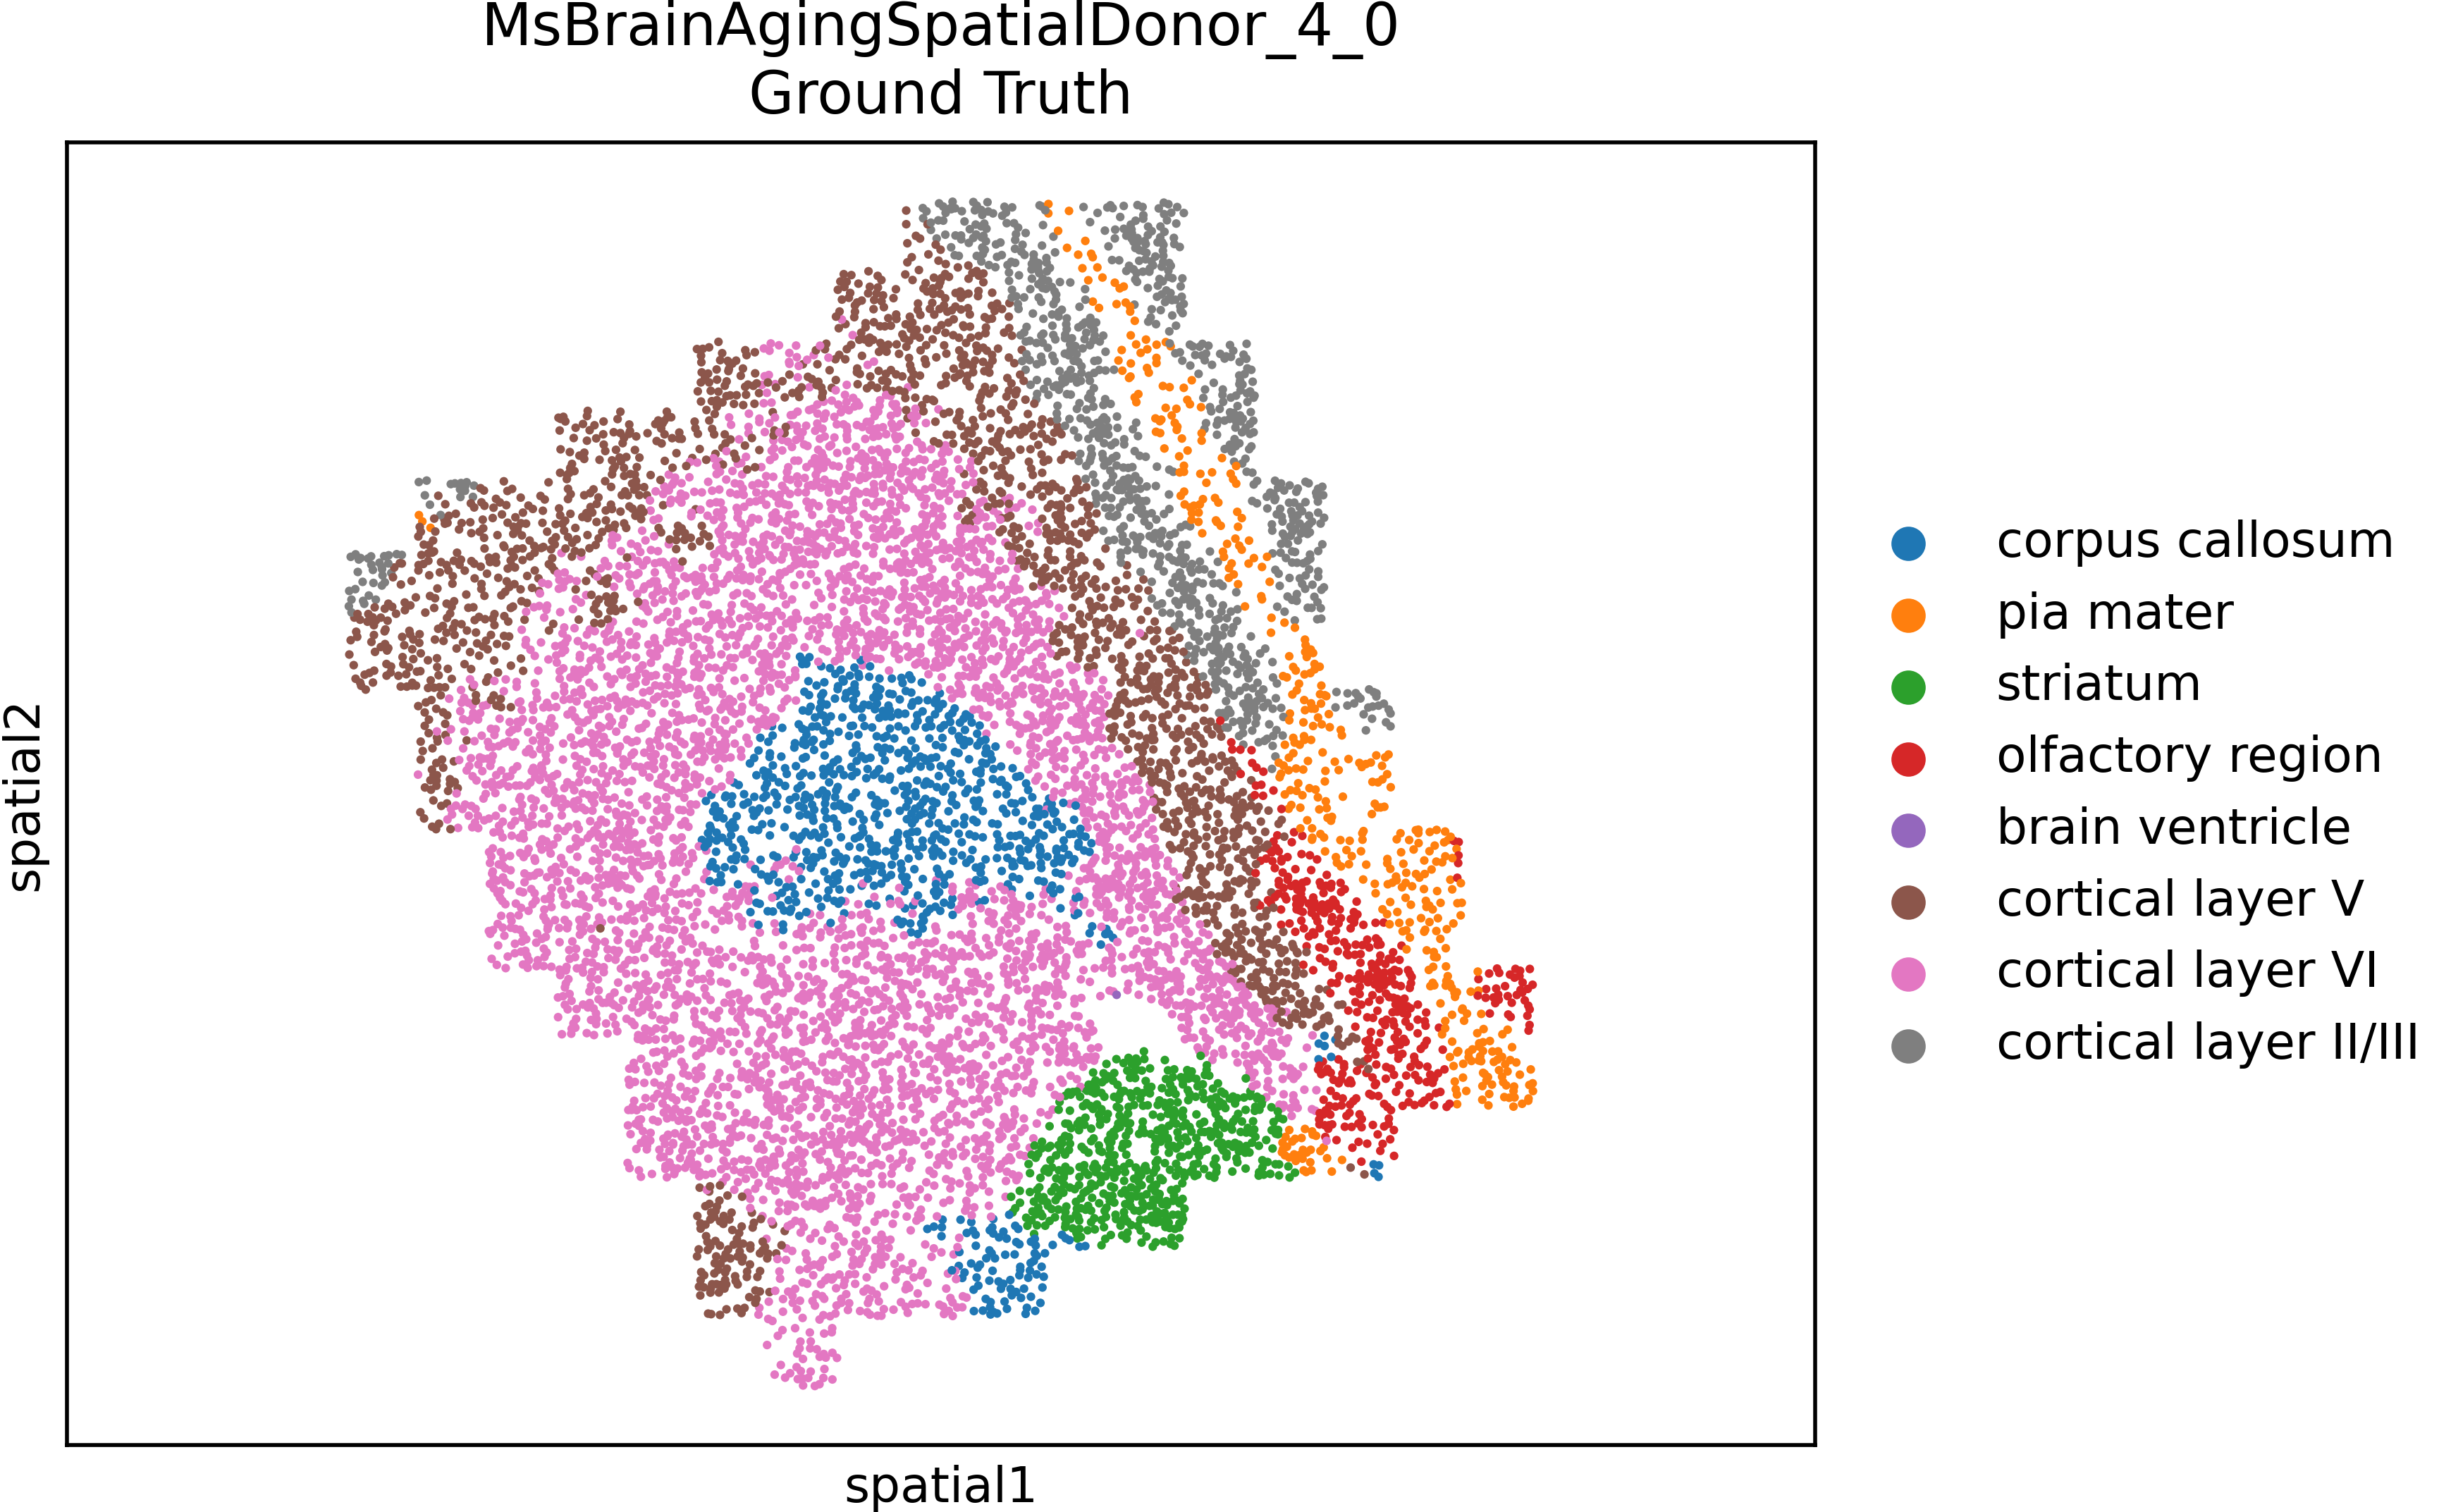 MsBrainAgingSpatialDonor_4_0
Ground Truth
spatial2
spatial1
corpus callosum
pia mater
striatum
olfactory region
brain ventricle
cortical layer V
cortical layer VI
cortical layer II/III